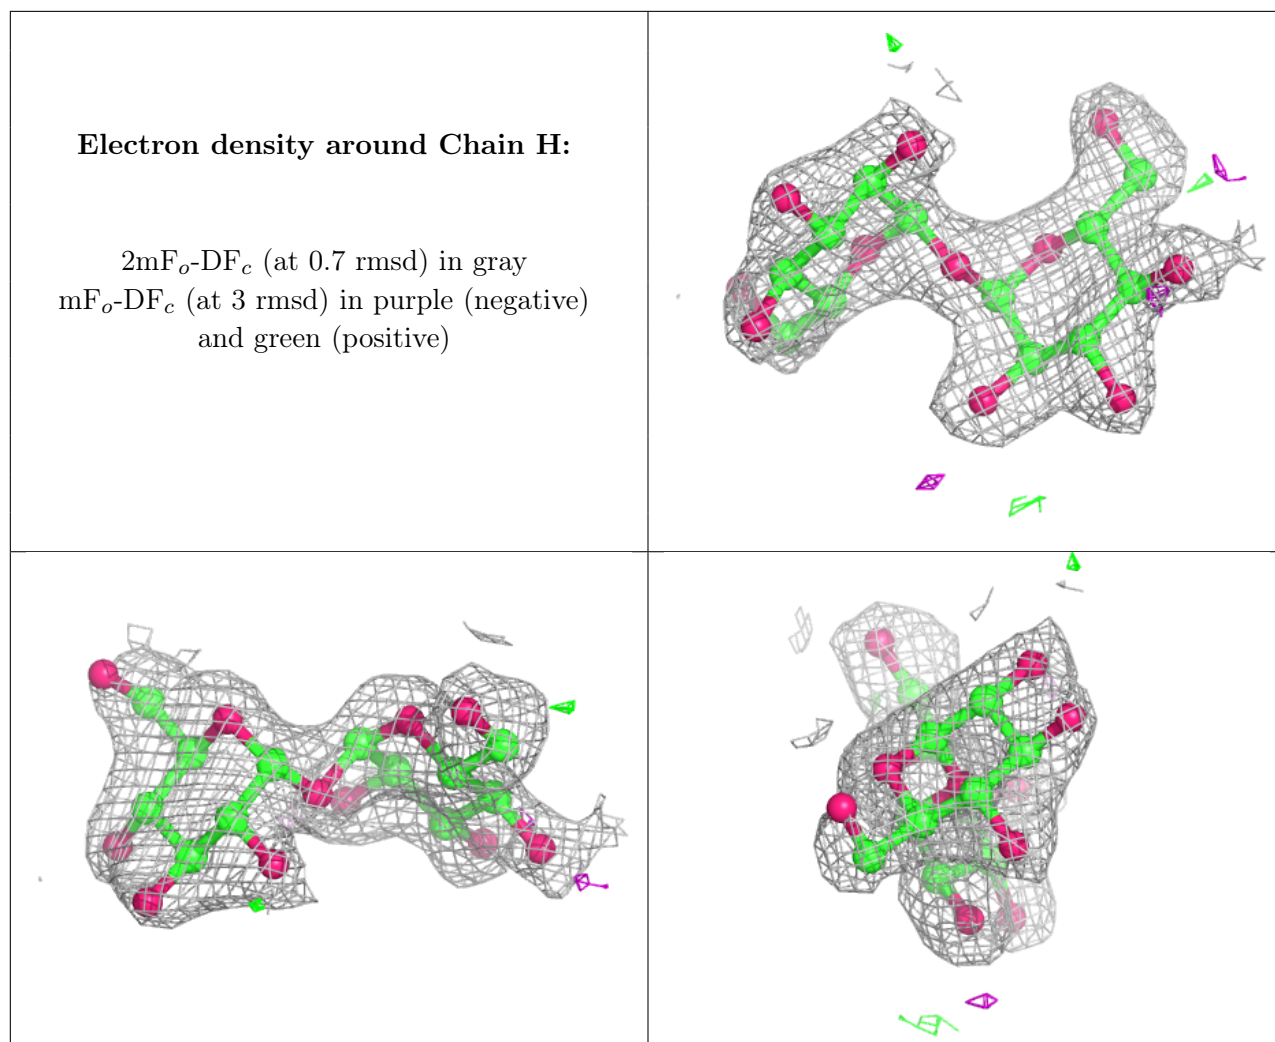 Electron density around Chain H:
2mFo-DFc (at 0.7 rmsd) in gray
mFo-DFc (at 3 rmsd) in purple (negative)
and green (positive)